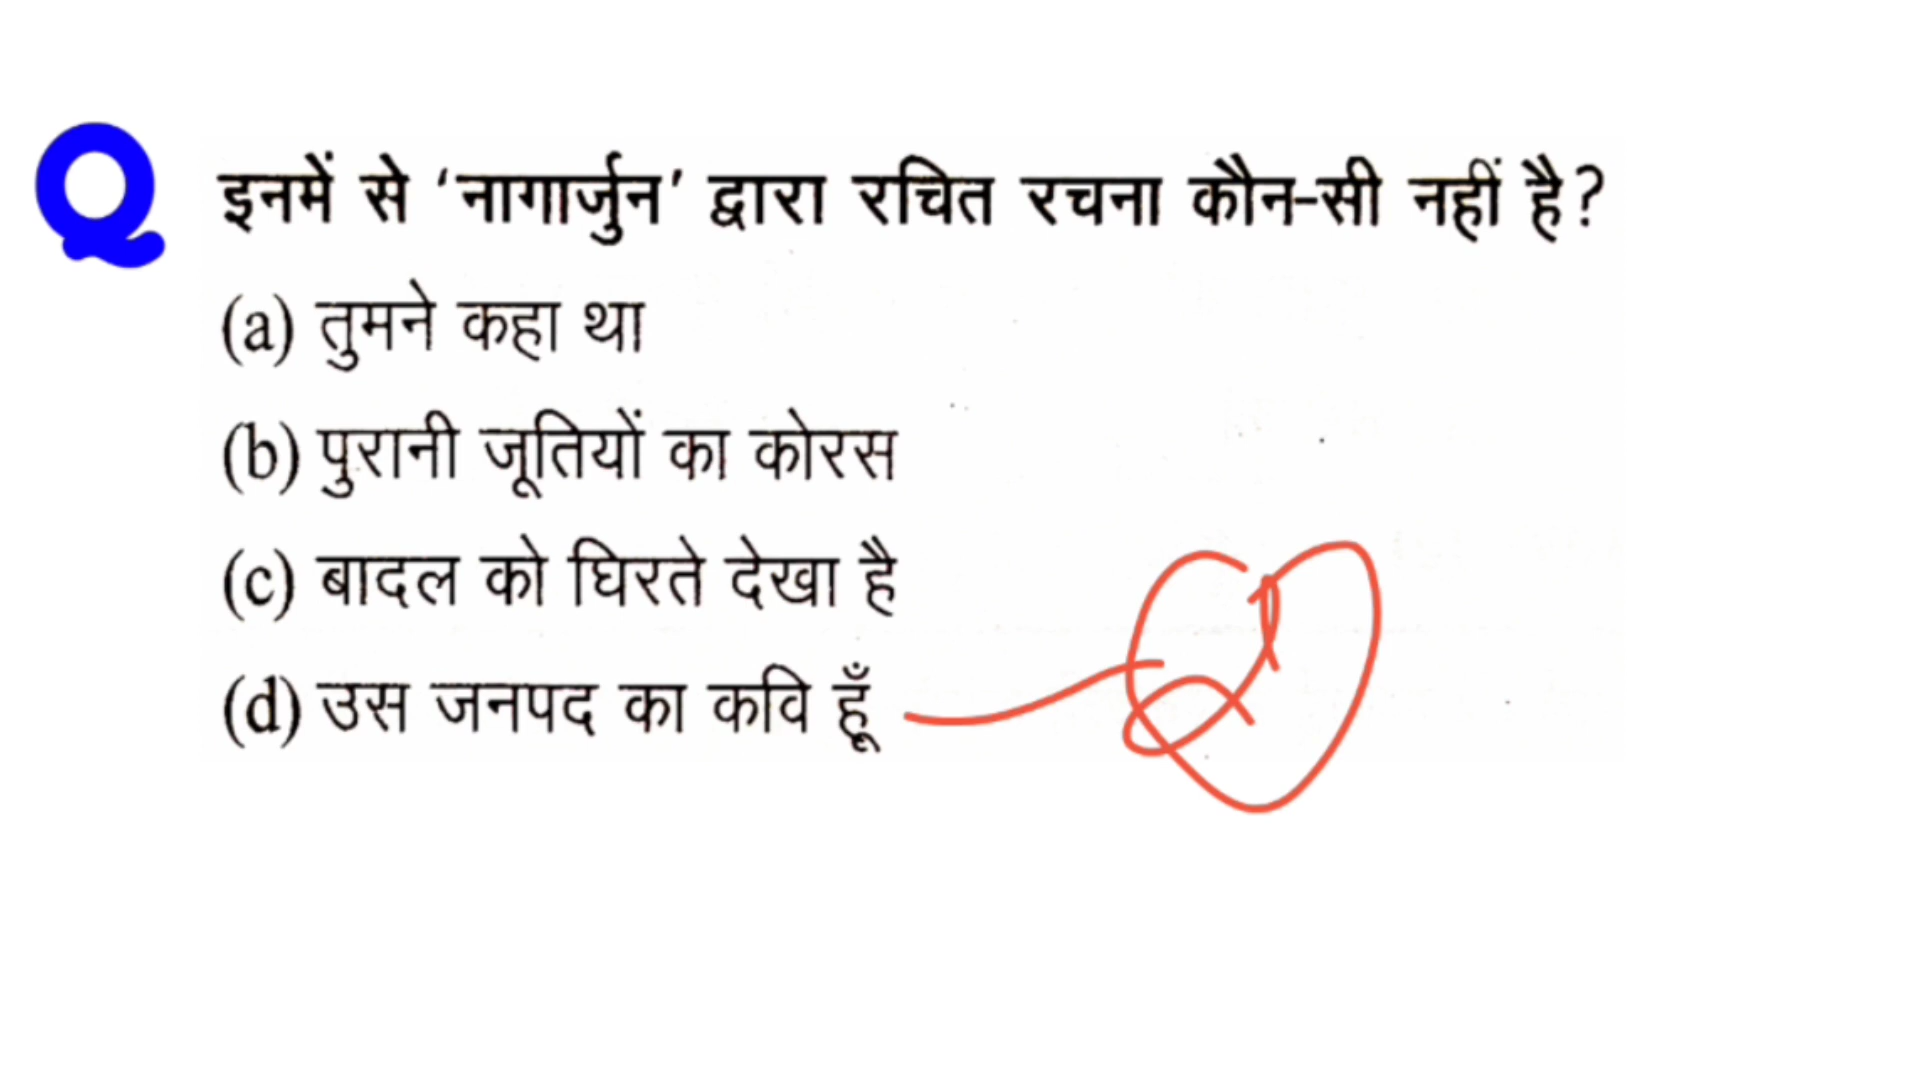 Q इनमें से ‘नागार्जुन’ द्वारा रचित रचना कौन-सी नहीं है?
(a) तुमने कहा था
(b) पुरानी जूतियों का कोरस
(c) बादल को घिरते देखा है
(d) उस जनपद का कवि हूँ